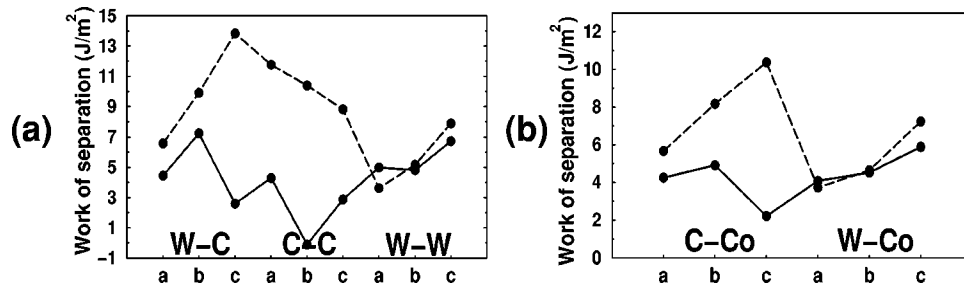 (a)
Work of separation (J/m²)
15
13
11
9
7
5
3
1
−1
W−C
C−C
W−W
a b c a b c a b c
(b)
Work of separation (J/m²)
12
10
8
6
4
2
0
C−Co
W−Co
a b c a b c